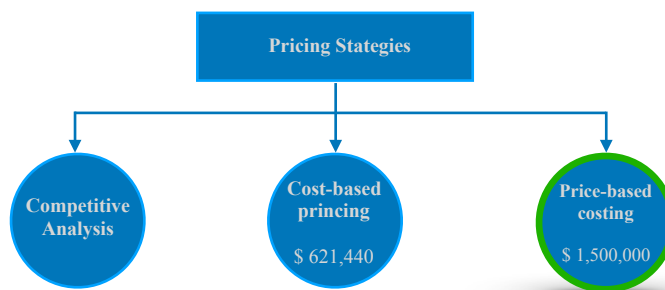 Pricing Stategies
Competitive
Analysis
Cost-based
princing
$ 621,440
Price-based
costing
$ 1,500,000